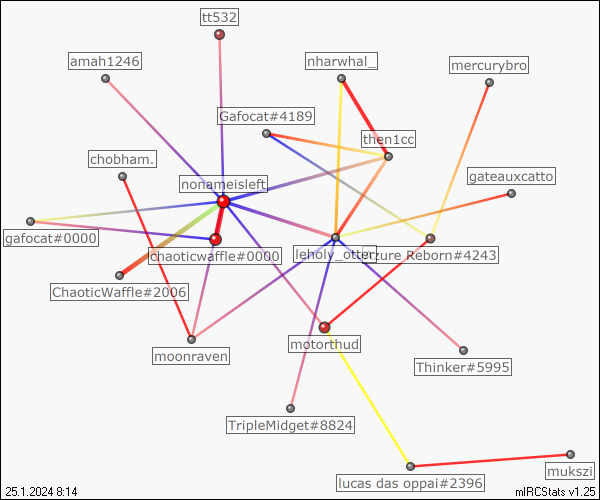 tt532
amah1246
nharwhal_
mercurybro
Gafocat#4189
then1cc
chobham.
nonameisleft
gateauxcatto
gafocat#0000
chaoticwaffle#0000
leholy_otter
Azure Reborn#4243
ChaoticWaffle#2006
motorthud
moonraven
Thinker#5995
TripleMidget#8824
mukszi
lucas das oppai#2396
25.1.2024 8:14
mIRCStats v1.25